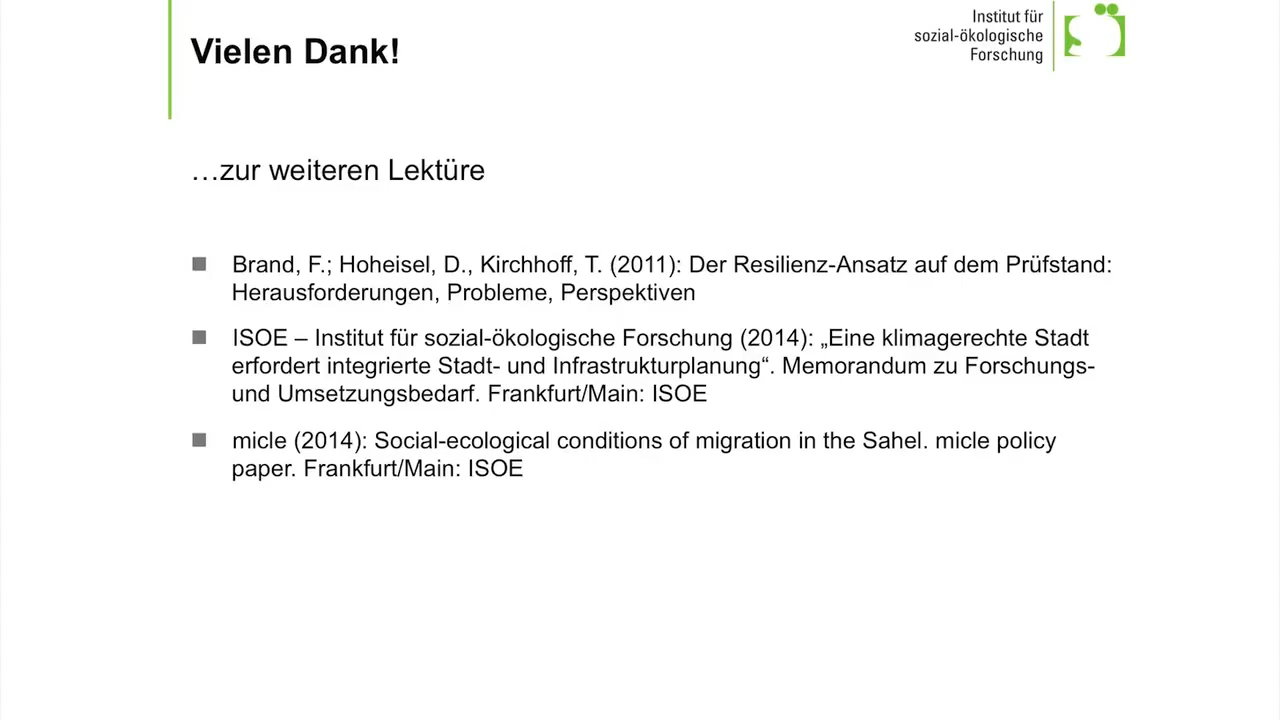 Vielen Dank!
Institut für
sozial-ökologische
Forschung
…zur weiteren Lektüre
Brand, F.; Hoheisel, D., Kirchhoff, T. (2011): Der Resilienz-Ansatz auf dem Prüfstand:
Herausforderungen, Probleme, Perspektiven
ISOE – Institut für sozial-ökologische Forschung (2014): „Eine klimagerechte Stadt
erfordert integrierte Stadt- und Infrastrukturplanung“. Memorandum zu Forschungs-
und Umsetzungsbedarf. Frankfurt/Main: ISOE
micle (2014): Social-ecological conditions of migration in the Sahel. micle policy
paper. Frankfurt/Main: ISOE